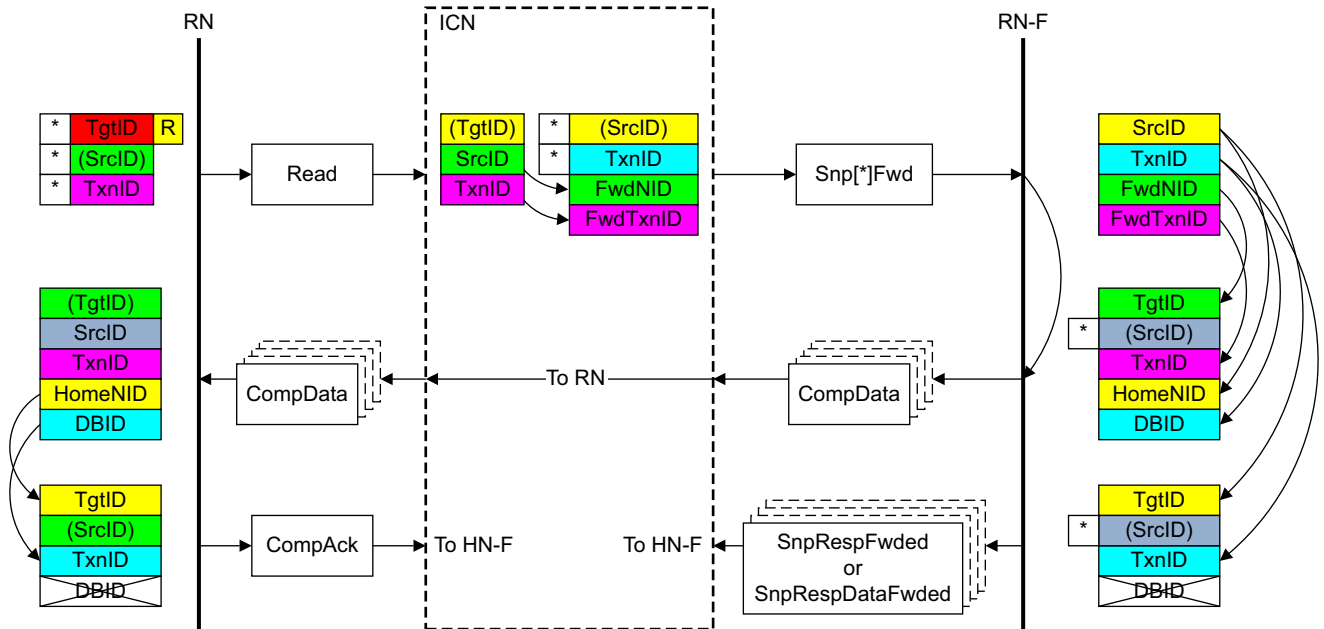 RN
ICN
RN-F
* TgtID R
* (SrcID)
* TxnID
Read
(TgtID)
SrcID
TxnID
* (SrcID)
* TxnID
FwdNID
FwdTxnID
Snp[*]Fwd
SrcID
TxnID
FwdNID
FwdTxnID
(TgtID)
SrcID
TxnID
HomeNID
DBID
CompData
To RN
CompData
TgtID
* (SrcID)
TxnID
HomeNID
DBID
TgtID
(SrcID)
TxnID
DBID
CompAck
To HN-F
To HN-F
SnpRespFwded
or
SnpRespDataFwded
TgtID
* (SrcID)
TxnID
DBID